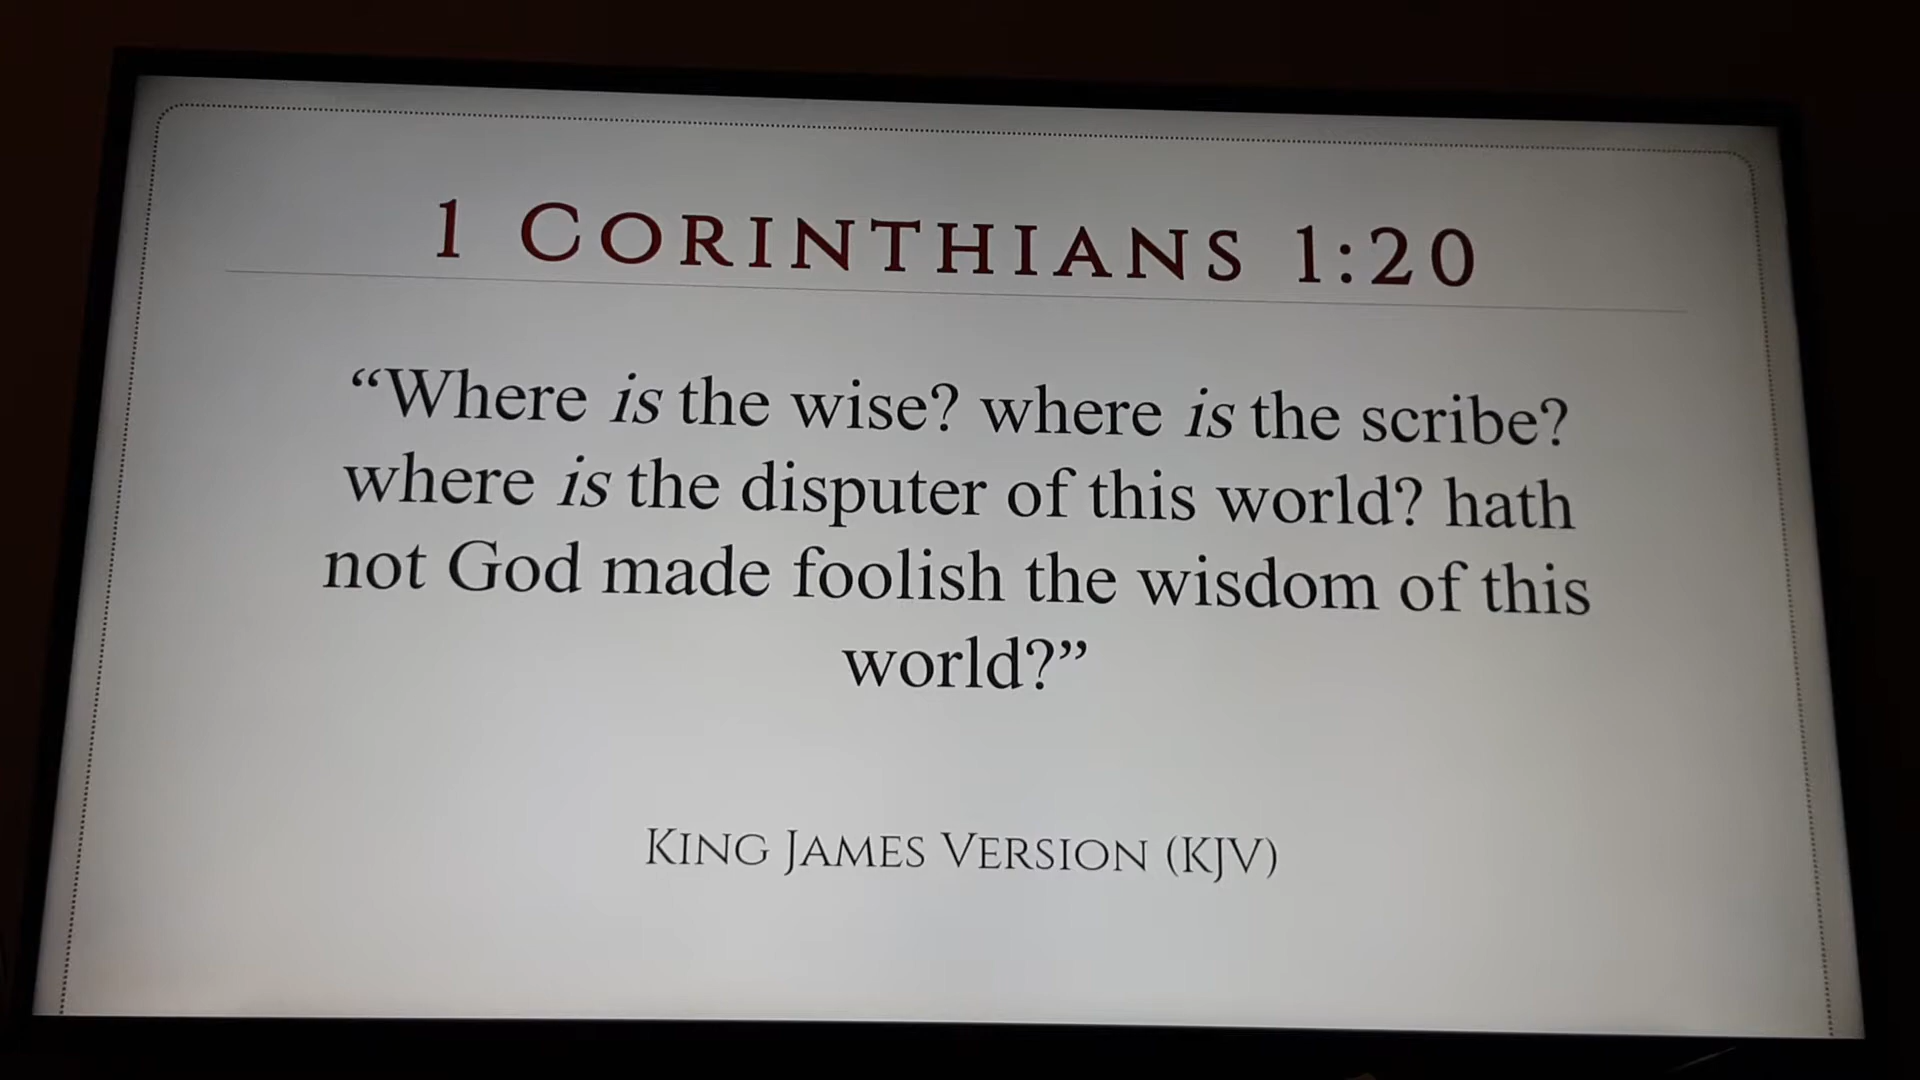 1 CORINTHIANS 1:20
“Where is the wise? where is the scribe?
where is the disputer of this world? hath
not God made foolish the wisdom of this
world?”
KING JAMES VERSION (KJV)